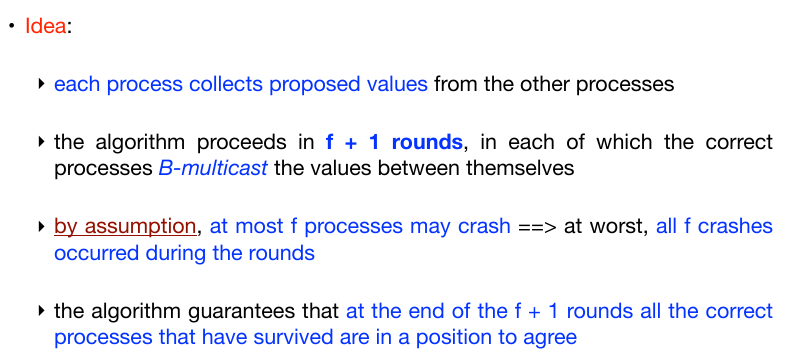 • Idea:
‣ each process collects proposed values from the other processes
‣ the algorithm proceeds in f + 1 rounds, in each of which the correct
processes B-multicast the values between themselves
‣ by assumption, at most f processes may crash ==> at worst, all f crashes
occurred during the rounds
‣ the algorithm guarantees that at the end of the f + 1 rounds all the correct
processes that have survived are in a position to agree